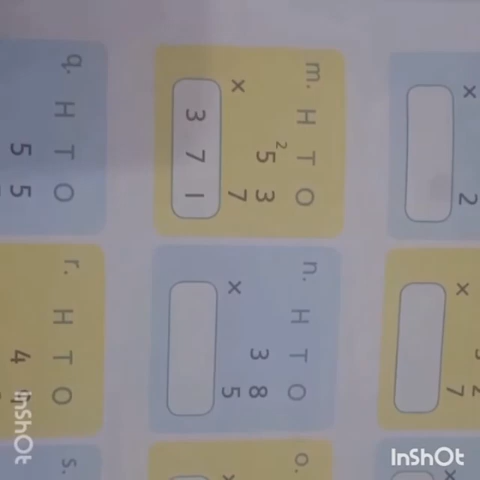 ×
2
×
7
m. H T O
2
5 3
× 7
3 7 1
n. H T O
3 8
× 5
o.
q. H T O
5 5
r. H T O
4
s.
InShOt
InShOt